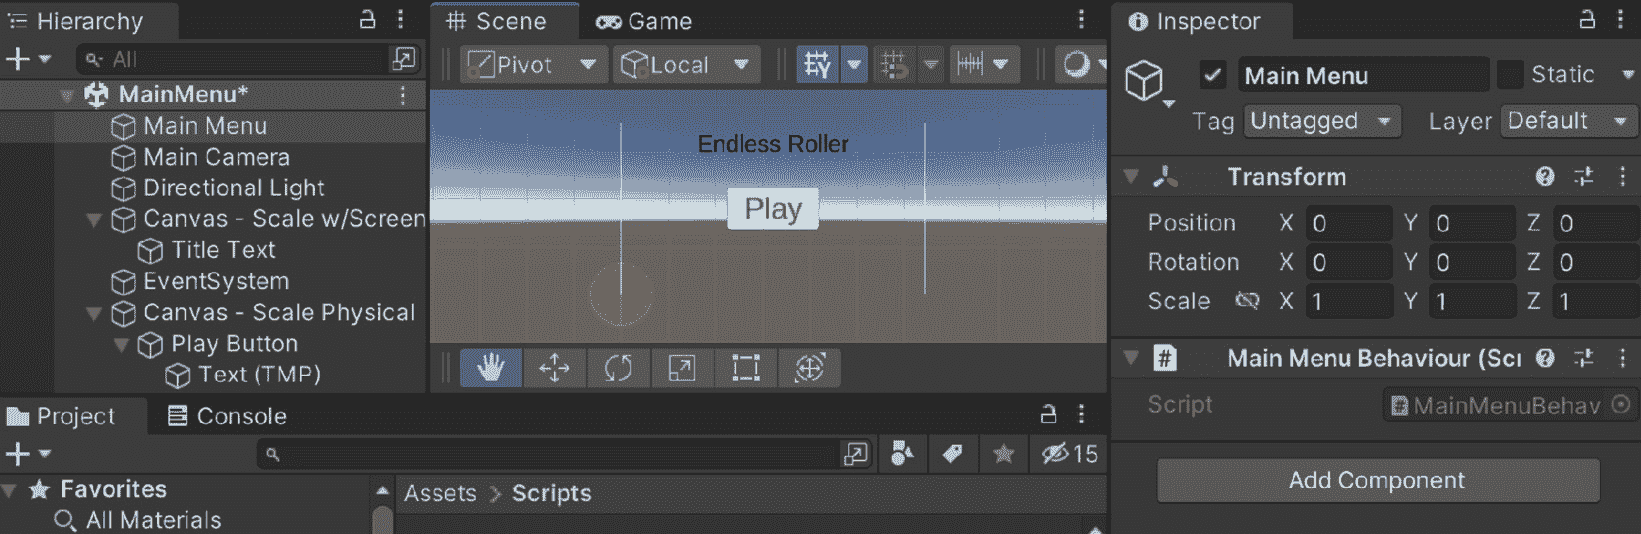 Hierarchy
All
MainMenu*
Main Menu
Main Camera
Directional Light
Canvas - Scale w/Screen
Title Text
EventSystem
Canvas - Scale Physical
Play Button
Text (TMP)
Scene
Game
Pivot
Local
Endless Roller
Play
Project
Console
15
Favorites
All Materials
Assets > Scripts
Inspector
Main Menu
Static
Tag Untagged Layer Default
Transform
Position X 0 Y 0 Z 0
Rotation X 0 Y 0 Z 0
Scale X 1 Y 1 Z 1
# Main Menu Behaviour (Scr
Script MainMenuBehav
Add Component